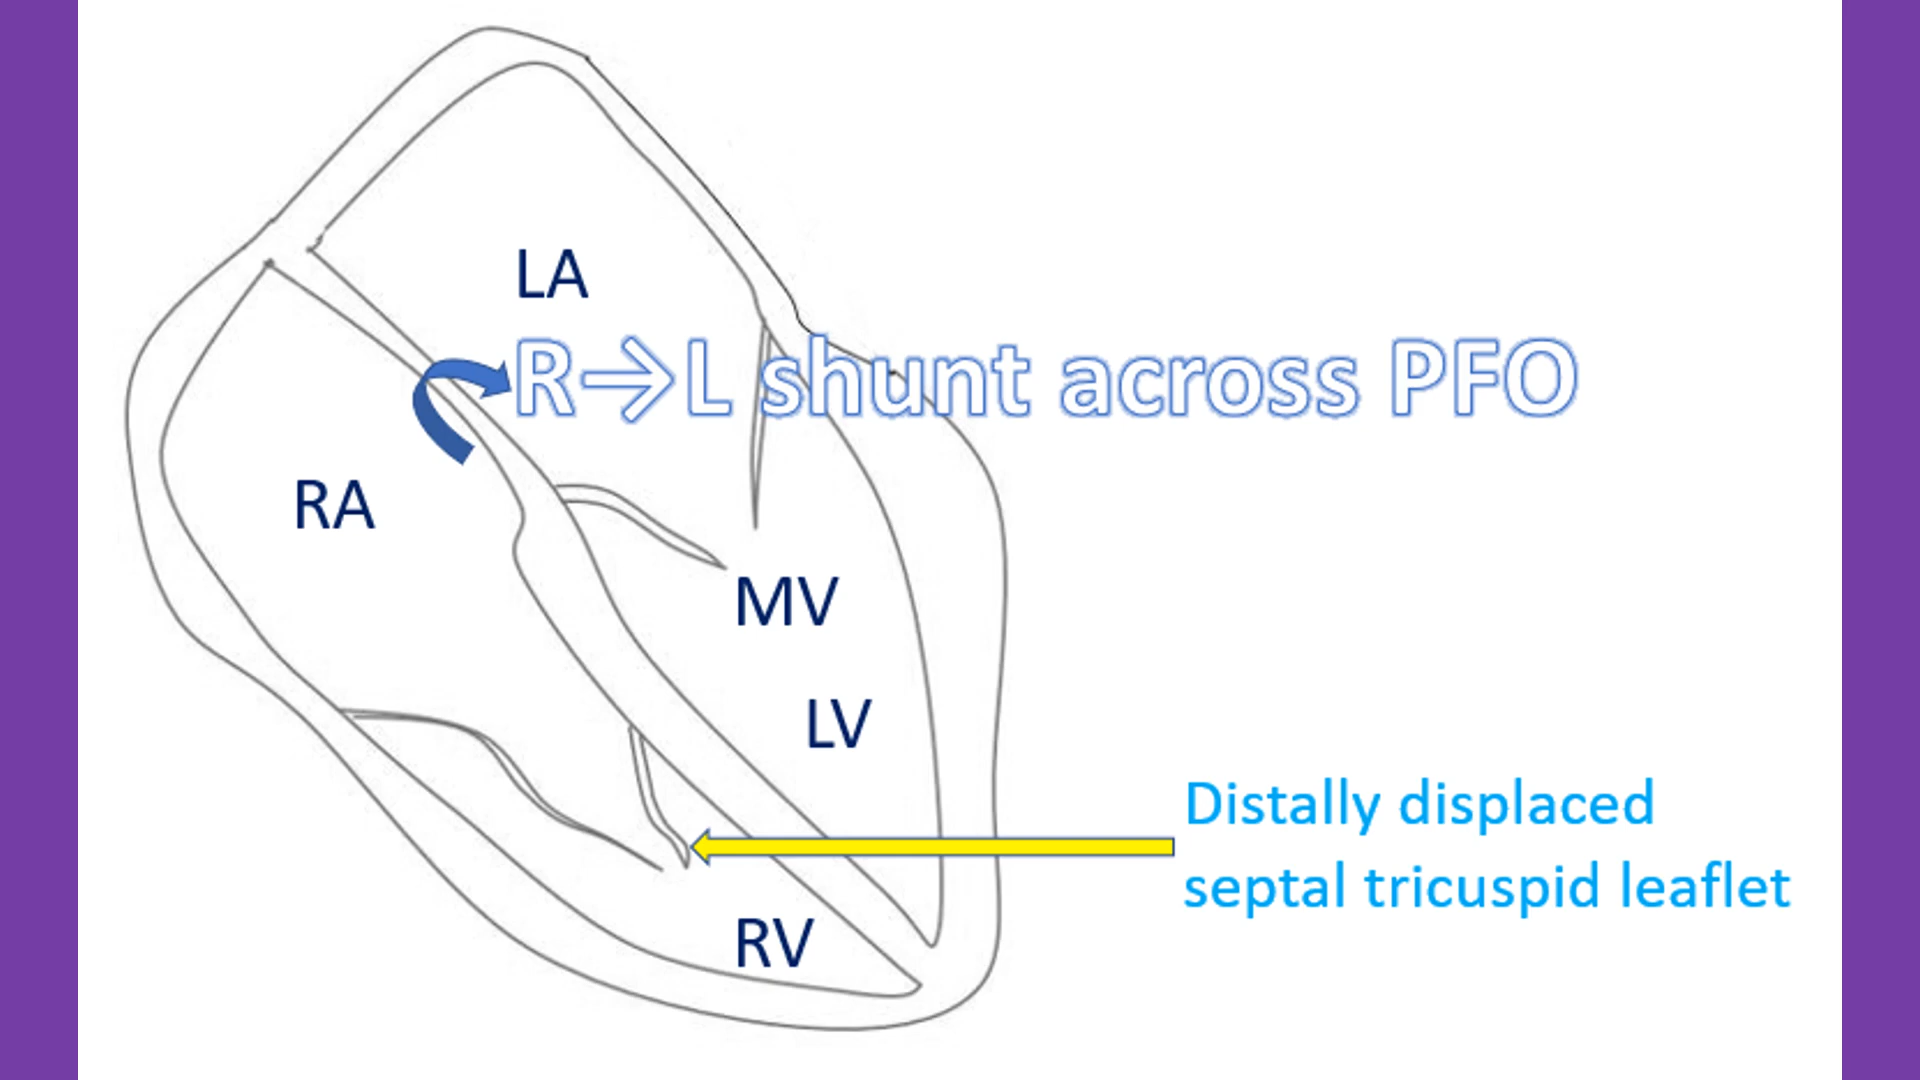 LA
R→L shunt across PFO
RA
MV
LV
Distally displaced
septal tricuspid leaflet
RV